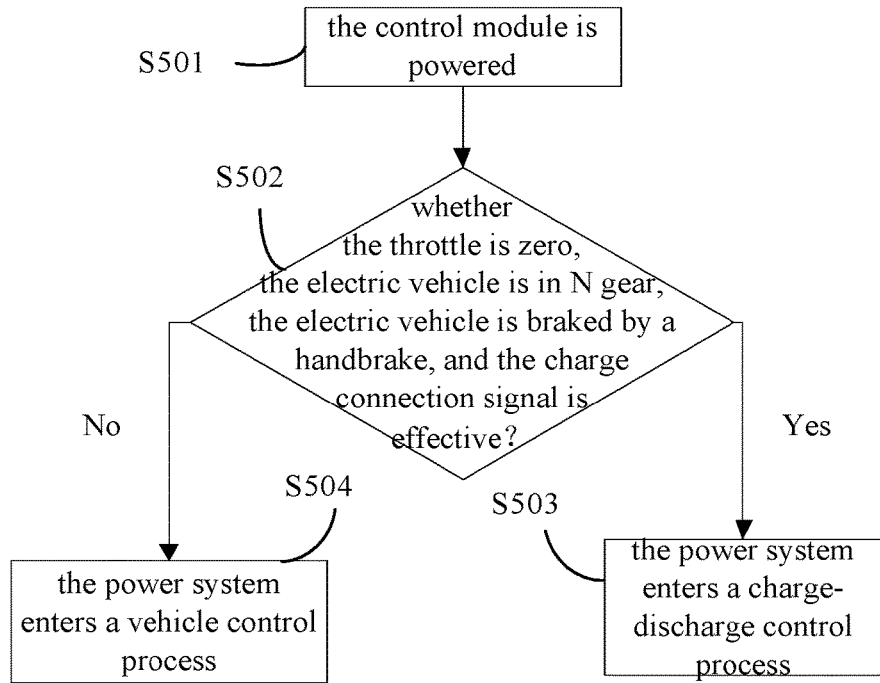 the control module is
powered
S501
S502
whether
the throttle is zero,
the electric vehicle is in N gear,
the electric vehicle is braked by a
handbrake, and the charge
connection signal is
effective?
No
Yes
S504
S503
the power system
enters a vehicle control
process
the power system
enters a charge-
discharge control
process